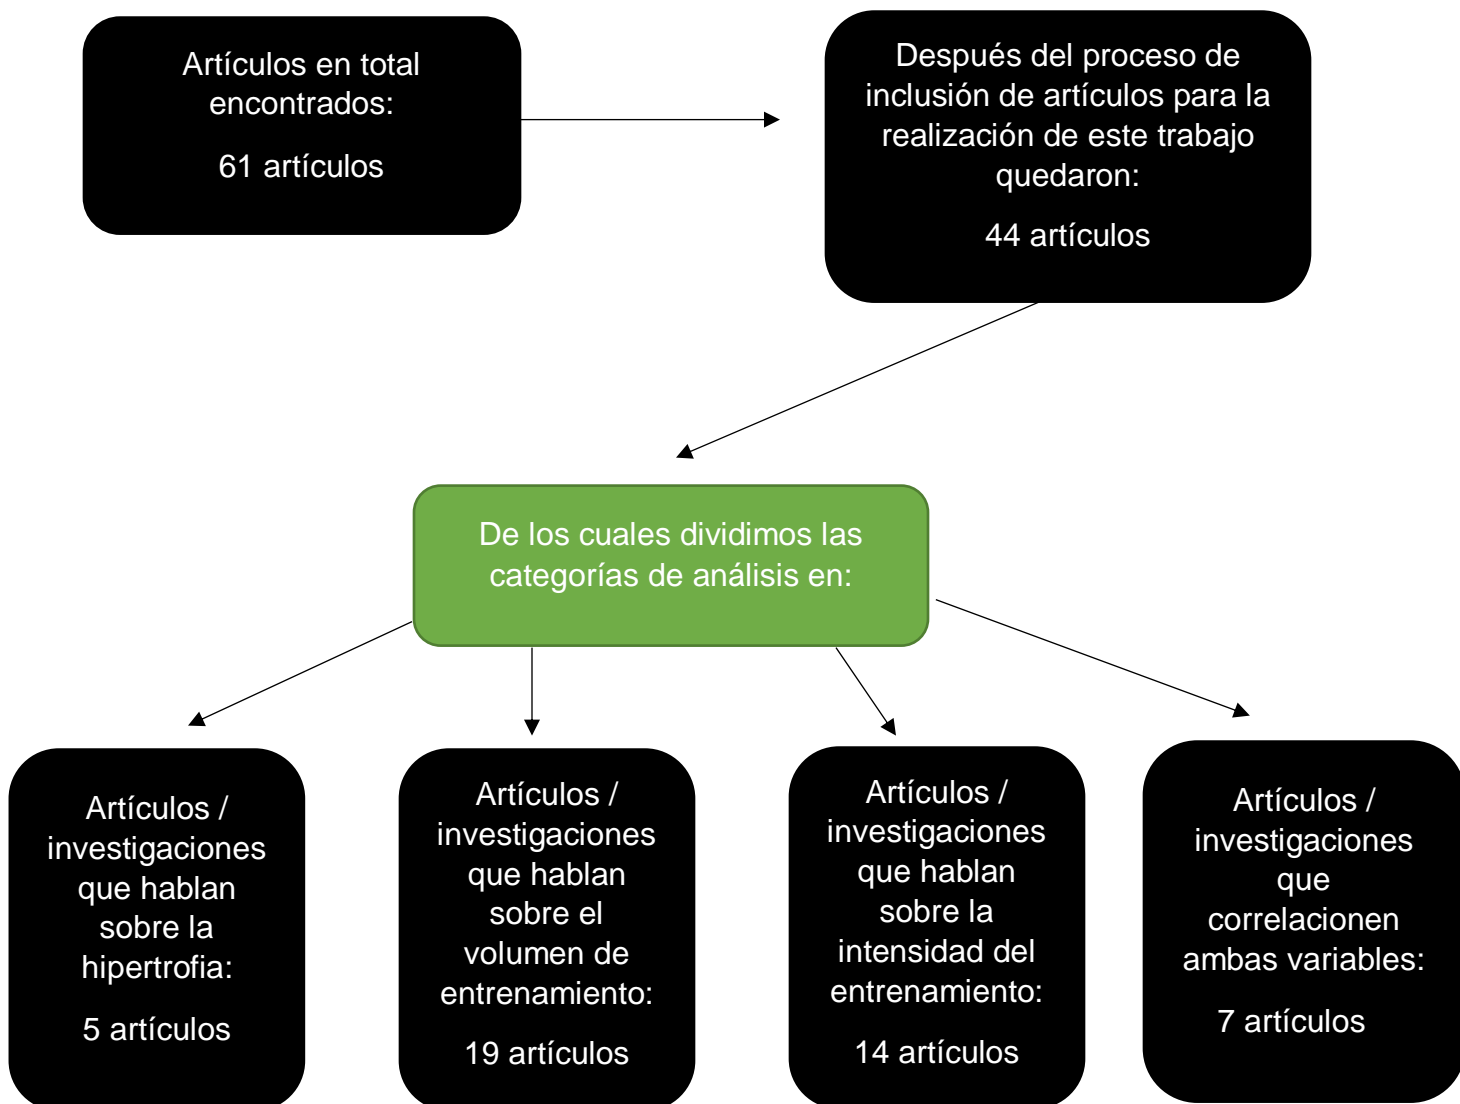 Artículos en total
encontrados:
61 artículos
Después del proceso de
inclusión de artículos para la
realización de este trabajo
quedaron:
44 artículos
De los cuales dividimos las
categorías de análisis en:
Artículos /
investigaciones
que hablan
sobre la
hipertrofia:
5 artículos
Artículos /
investigaciones
que hablan
sobre el
volumen de
entrenamiento:
19 artículos
Artículos /
investigaciones
que hablan
sobre la
intensidad del
entrenamiento:
14 artículos
Artículos /
investigaciones
que
correlacionen
ambas variables:
7 artículos